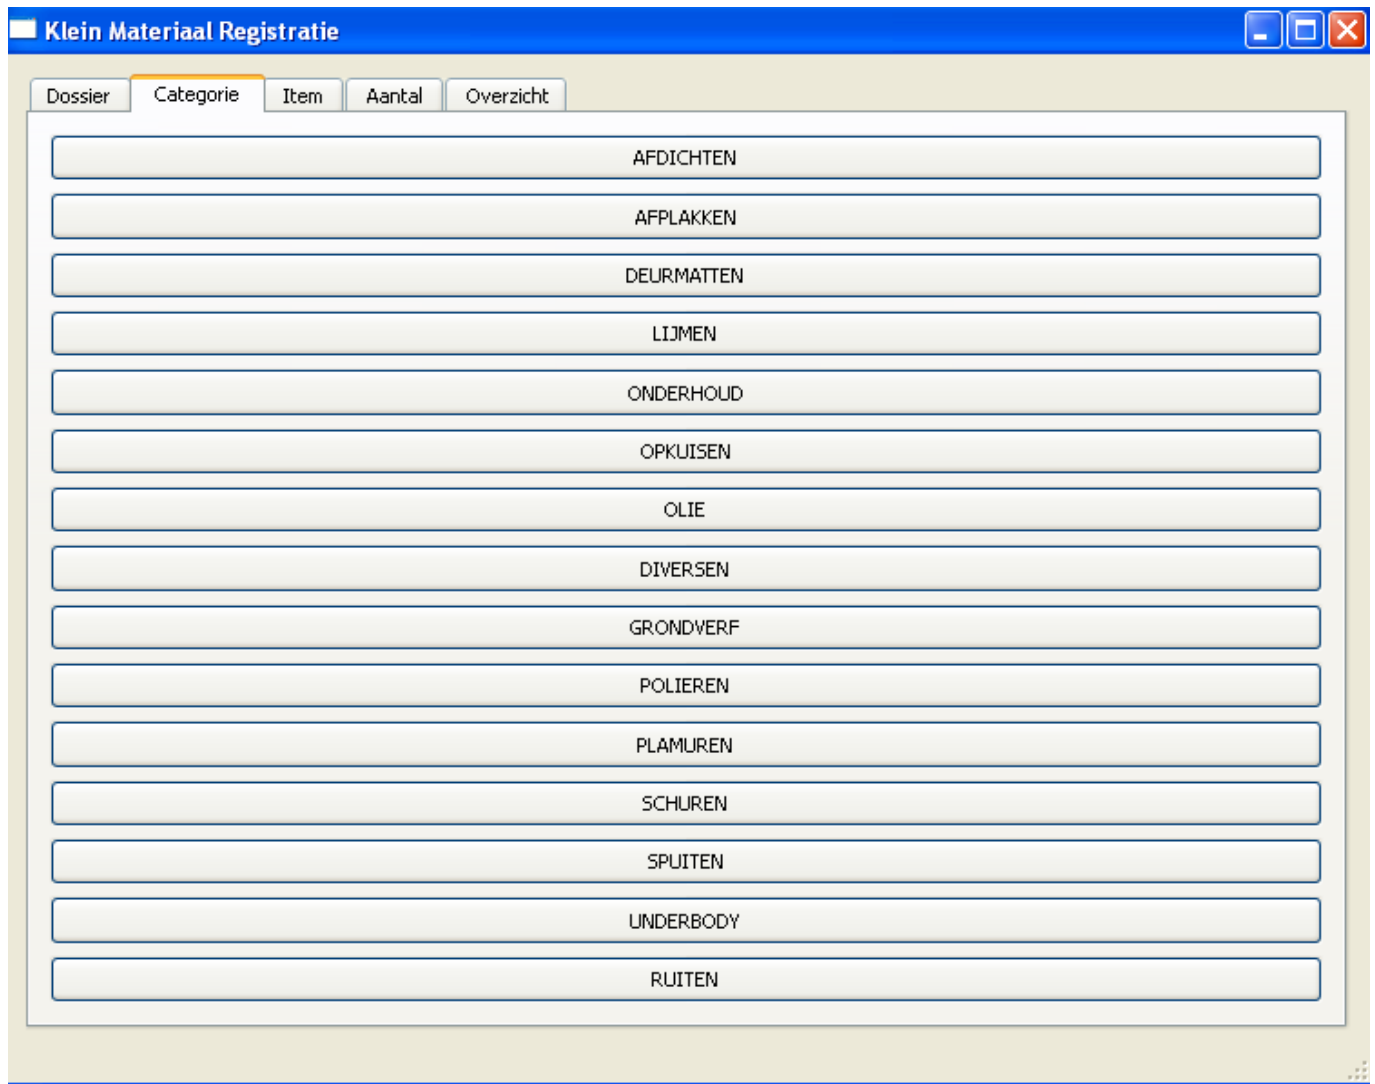 Klein Materiaal Registratie
Dossier Categorie Item Aantal Overzicht
AFDICHTEN
AFPLAKKEN
DEURMATTEN
LIJMEN
ONDERHOUD
OPKUISEN
OLIE
DIVERSEN
GRONDVERF
POLIEREN
PLAMUREN
SCHUREN
SPUITEN
UNDERBODY
RUITEN